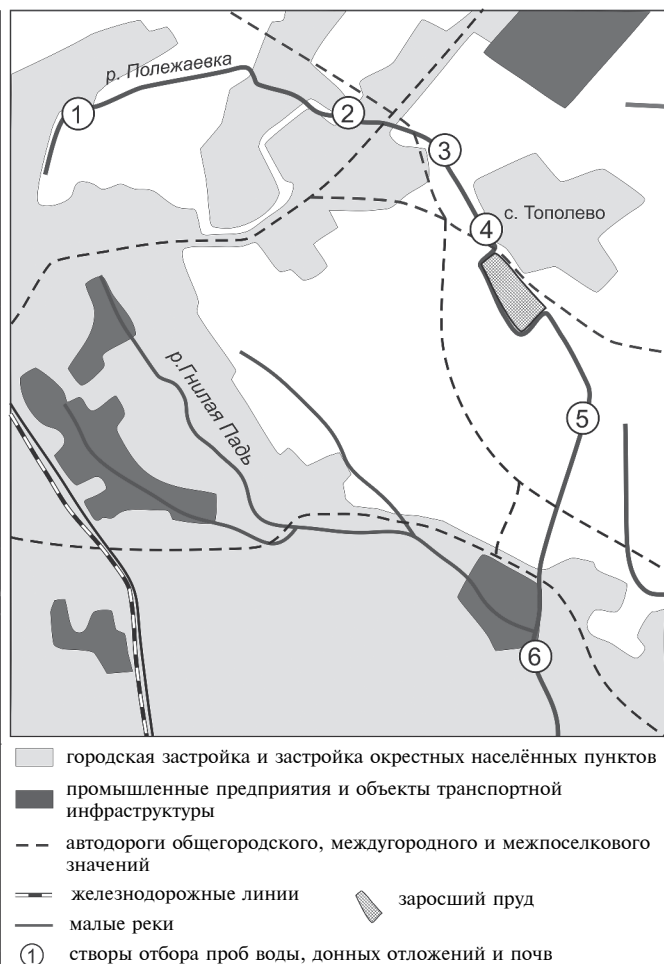 р. Полежаевка
1
2
3
4
с. Тополево
р.Гнилая Падь
5
6
городская застройка и застройка окрестных населённых пунктов
промышленные предприятия и объекты транспортной
инфраструктуры
автодороги общегородского, междугородного и межпоселкового
значений
железнодорожные линии
заросший пруд
малые реки
1 створы отбора проб воды, донных отложений и почв